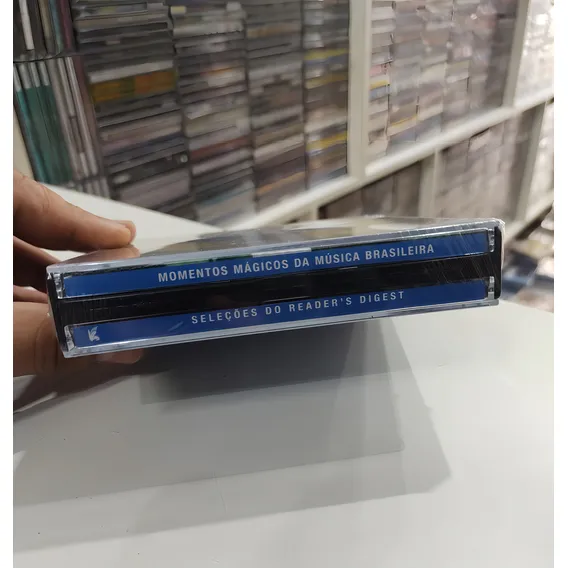 MOMENTOS MÁGICOS DA MÚSICA BRASILEIRA
SELEÇÕES DO READER'S DIGEST